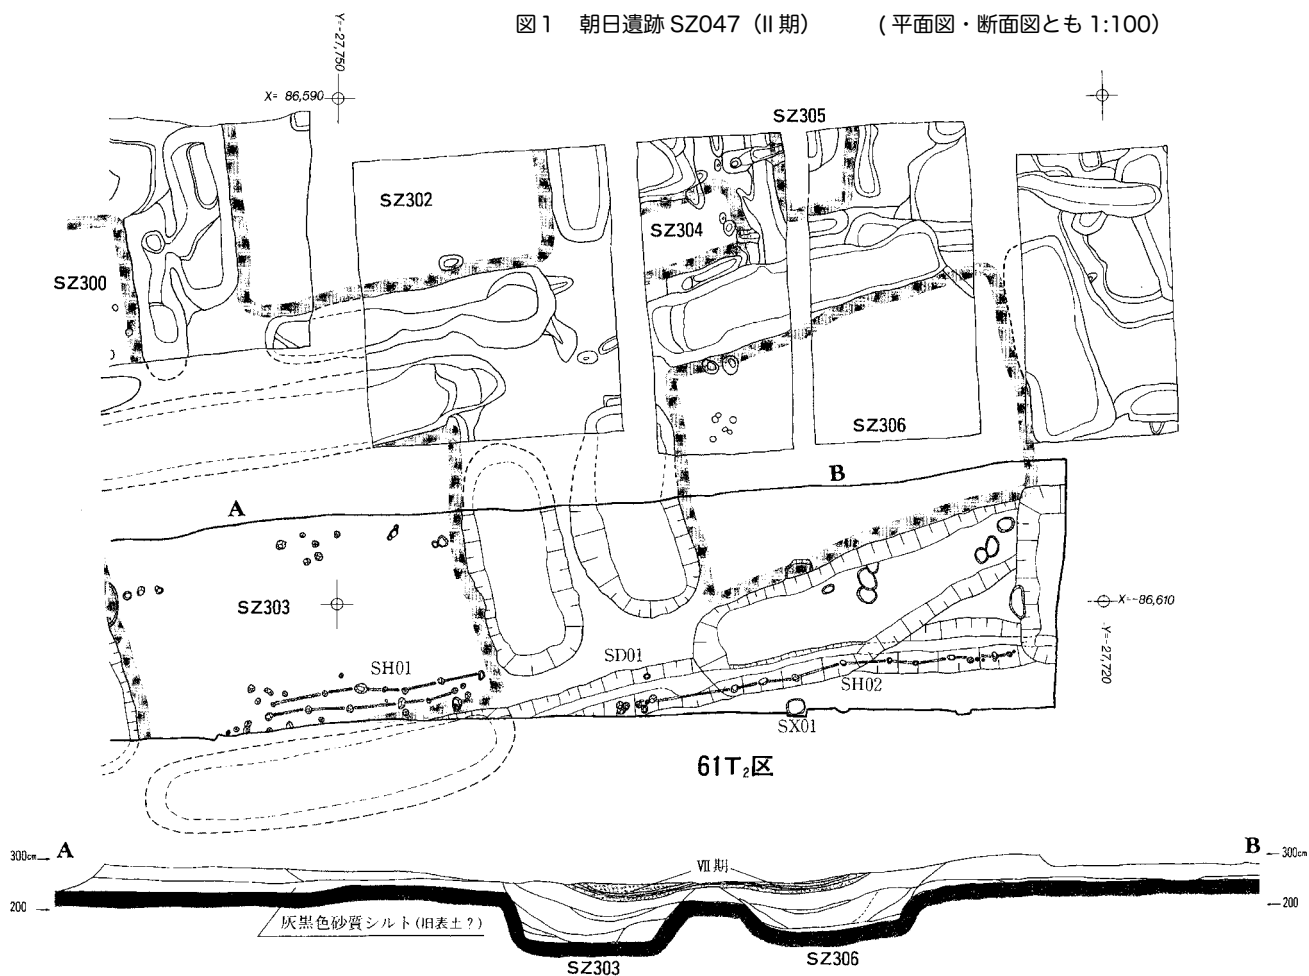 図1 朝日遺跡 SZ047（II 期） (平面図・断面図とも 1:100)
Y=-27,750
X= 86,590
SZ305
SZ302
SZ304
SZ300
SZ306
B
A
SZ303
X=-86,610
SH01
SD01
SH02
Y=-27,720
SX01
61T₂区
A
B
300cm
300cm
VII 期
200
200
灰黒色砂質シルト(旧表土？)
SZ303
SZ306